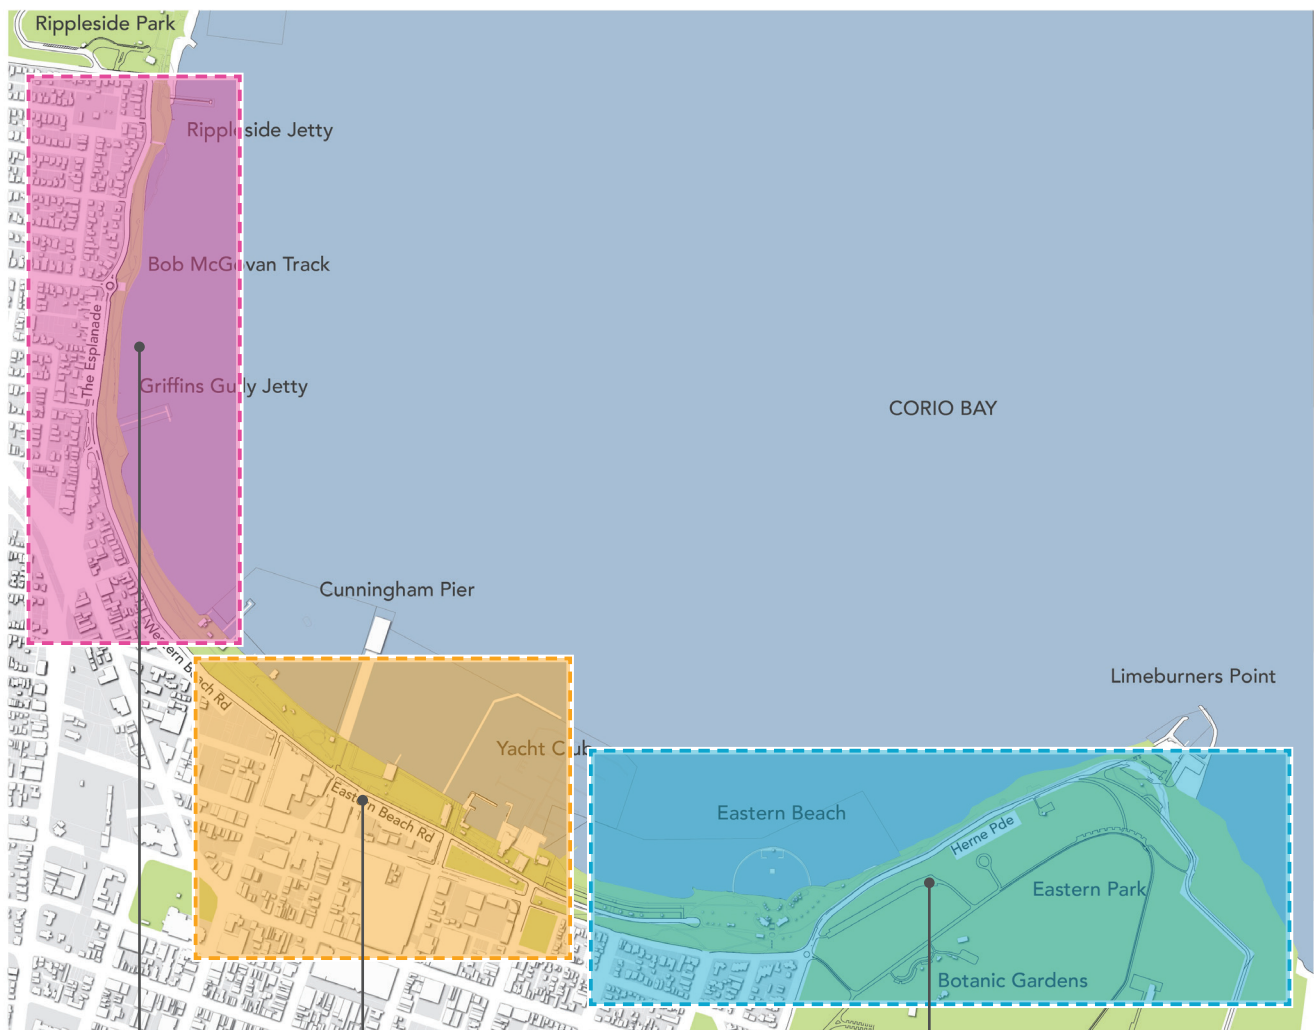 Rippleside Park
Rippleside Jetty
Bob McGovan Track
The Esplanade
Griffins Gully Jetty
CORIO BAY
Cunningham Pier
Western Beach Rd
Limeburners Point
Yacht Club
Eastern Beach Rd
Eastern Beach
Herne Pde
Eastern Park
Botanic Gardens